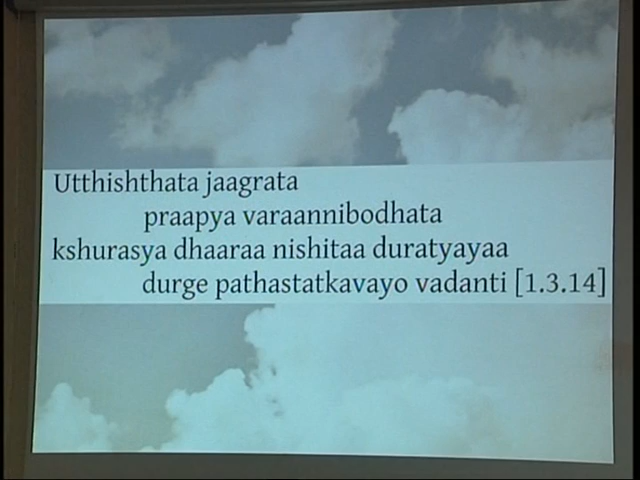 Utthishthata jaagrata
praapya varaannibodhata
kshurasya dhaaraa nishitaa duratyayaa
durge pathastatkavayo vadanti [1.3.14]